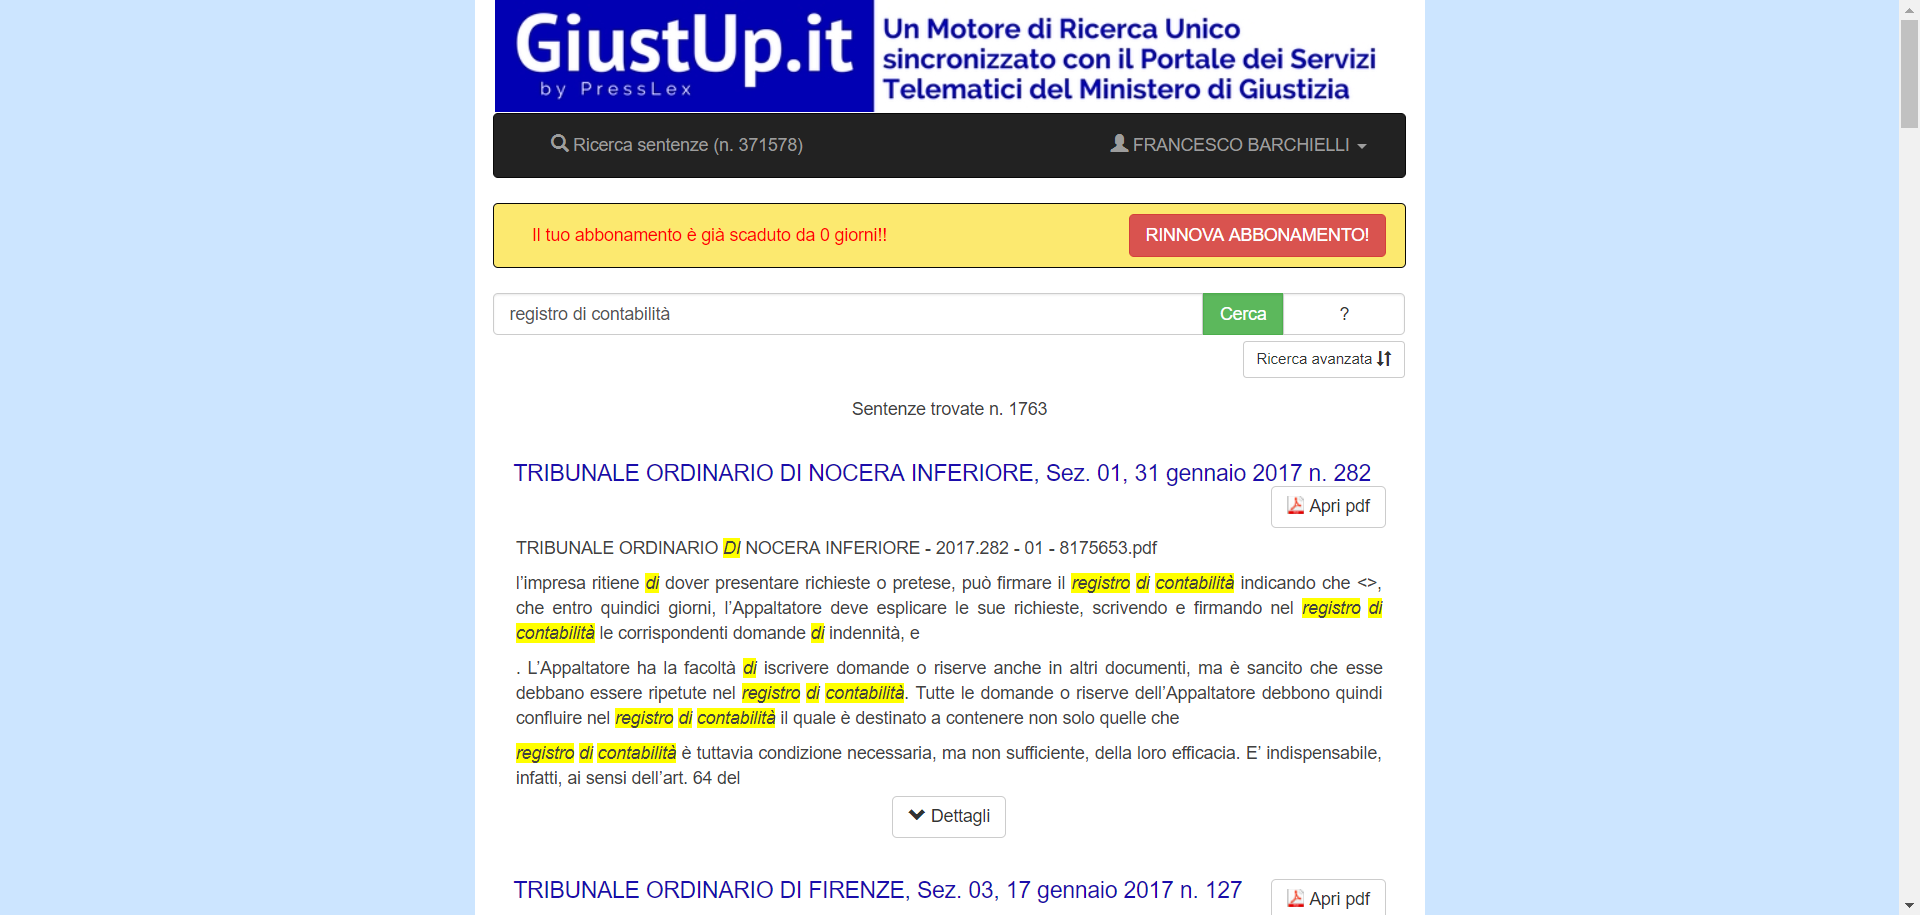 GiustUp.it
by PressLex
Un Motore di Ricerca Unico
sincronizzato con il Portale dei Servizi
Telematici del Ministero di Giustizia
Ricerca sentenze (n. 371578)
FRANCESCO BARCHIELLI
Il tuo abbonamento è già scaduto da 0 giorni!!
RINNOVA ABBONAMENTO!
registro di contabilità
Cerca
?
Ricerca avanzata
Sentenze trovate n. 1763
TRIBUNALE ORDINARIO DI NOCERA INFERIORE, Sez. 01, 31 gennaio 2017 n. 282
Apri pdf
TRIBUNALE ORDINARIO DI NOCERA INFERIORE - 2017.282 - 01 - 8175653.pdf
l’impresa ritiene di dover presentare richieste o pretese, può firmare il registro di contabilità indicando che <>,
che entro quindici giorni, l’Appaltatore deve esplicare le sue richieste, scrivendo e firmando nel registro di
contabilità le corrispondenti domande di indennità, e
. L’Appaltatore ha la facoltà di iscrivere domande o riserve anche in altri documenti, ma è sancito che esse
debbano essere ripetute nel registro di contabilità. Tutte le domande o riserve dell’Appaltatore debbono quindi
confluire nel registro di contabilità il quale è destinato a contenere non solo quelle che
registro di contabilità è tuttavia condizione necessaria, ma non sufficiente, della loro efficacia. E’ indispensabile,
infatti, ai sensi dell’art. 64 del
Dettagli
TRIBUNALE ORDINARIO DI FIRENZE, Sez. 03, 17 gennaio 2017 n. 127
Apri pdf